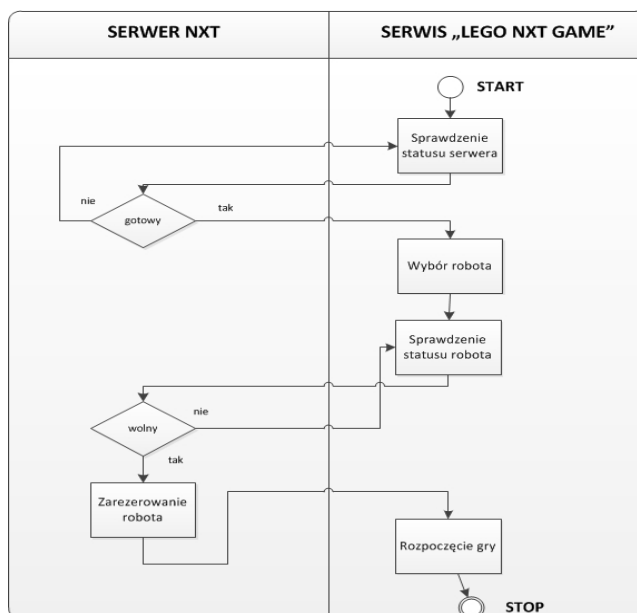 SERWER NXT
SERWIS „LEGO NXT GAME”
START
Sprawdzenie
statusu serwera
nie
gotowy
tak
Wybór robota
Sprawdzenie
statusu robota
wolny
nie
tak
Zarezerowanie
robota
Rozpoczęcie gry
STOP